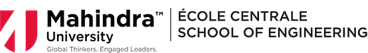 Mahindra™
University
Global Thinkers. Engaged Leaders.
ÉCOLE CENTRALE
SCHOOL OF ENGINEERING